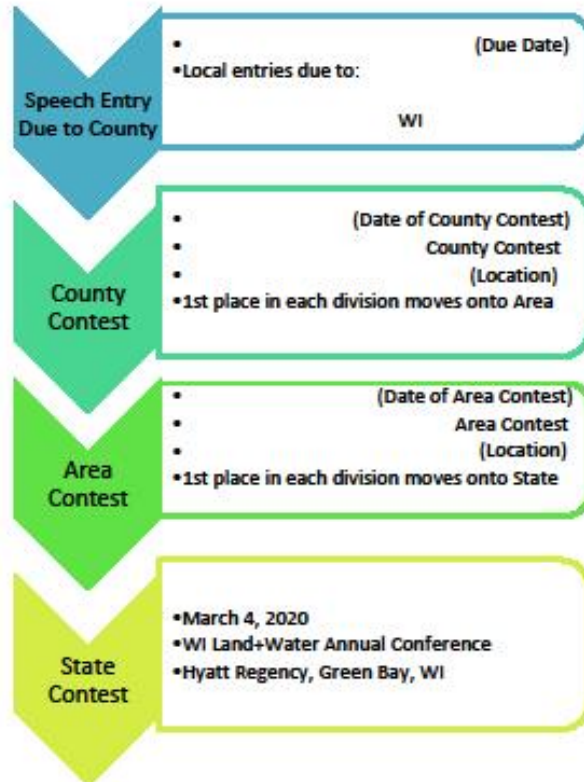 Speech Entry
Due to County
• (Due Date)
•Local entries due to:
WI
County
Contest
• (Date of County Contest)
• County Contest
• (Location)
•1st place in each division moves onto Area
Area
Contest
• (Date of Area Contest)
• Area Contest
• (Location)
•1st place in each division moves onto State
State
Contest
•March 4, 2020
•WI Land+Water Annual Conference
•Hyatt Regency, Green Bay, WI